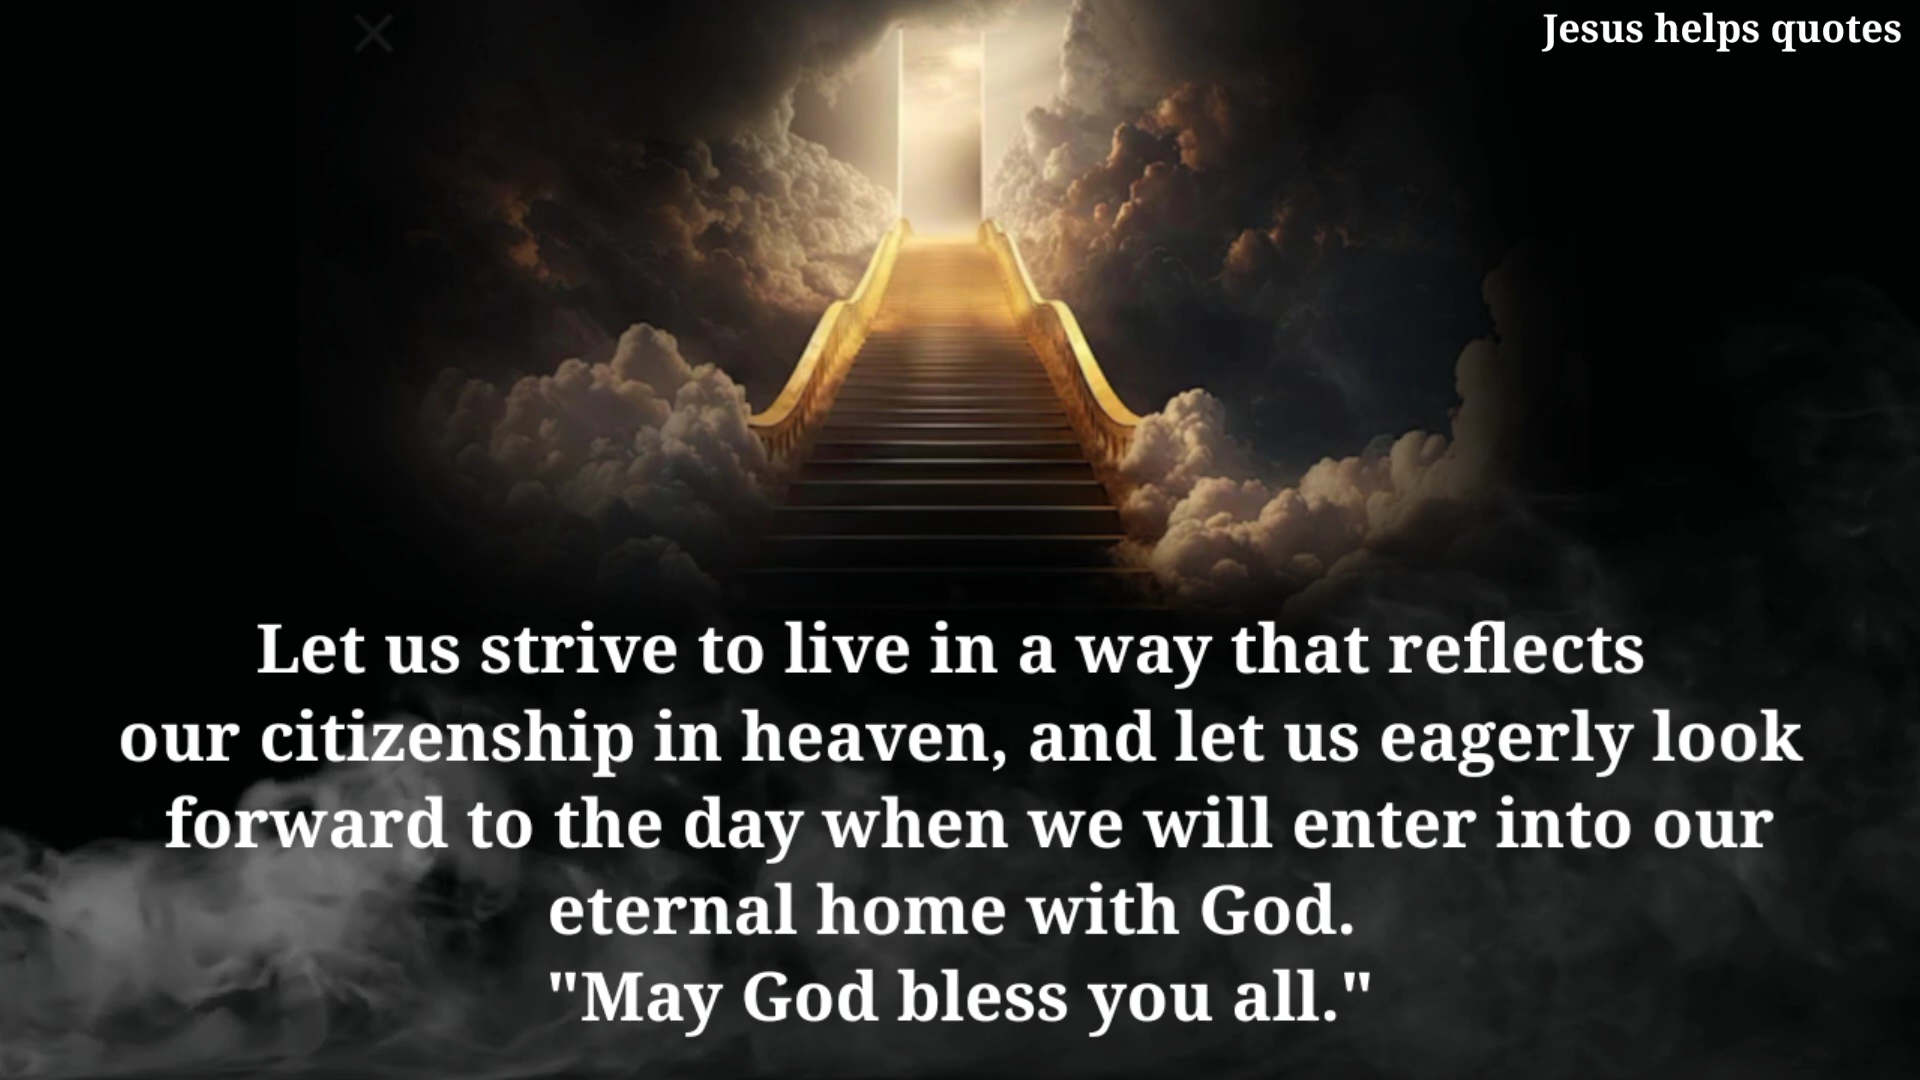 Jesus helps quotes
Let us strive to live in a way that reflects
our citizenship in heaven, and let us eagerly look
forward to the day when we will enter into our
eternal home with God.
"May God bless you all."